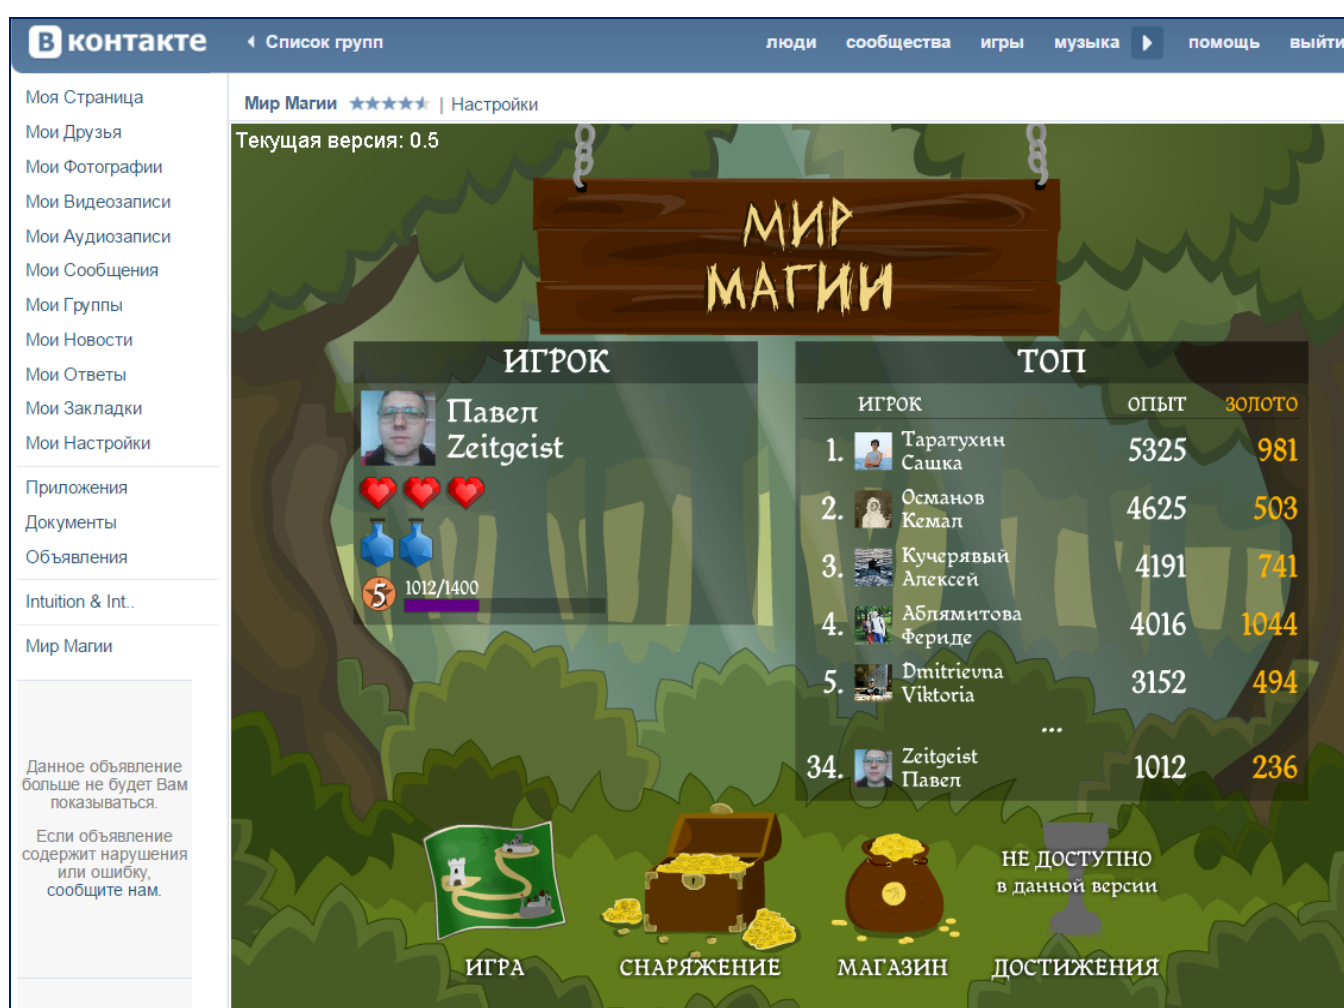 В контакте
Список групп
люди сообщества игры музыка помощь выйти
Моя Страница
Мои Друзья
Мои Фотографии
Мои Видеозаписи
Мои Аудиозаписи
Мои Сообщения
Мои Группы
Мои Новости
Мои Ответы
Мои Закладки
Мои Настройки
Приложения
Документы
Объявления
Intuition & Int..
Мир Магии
Данное объявление
больше не будет Вам
показываться.
Если объявление
содержит нарушения
или ошибку,
сообщите нам.
Мир Магии | Настройки
Текущая версия: 0.5
МИР
МАГИИ
ИГРОК
Павел
Zeitgeist
5 1012/1400
ТОП
ИГРОК ОПЫТ ЗОЛОТО
1. Таратухин
Сашка 5325 981
2. Османов
Кемал 4625 503
3. Кучерявый
Алексей 4191 741
4. Аблямитова
Фериде 4016 1044
5. Dmitrievna
Viktoria 3152 494
...
34. Zeitgeist
Павел 1012 236
НЕ ДОСТУПНО
в данной версии
ИГРА СНАРЯЖЕНИЕ МАГАЗИН ДОСТИЖЕНИЯ